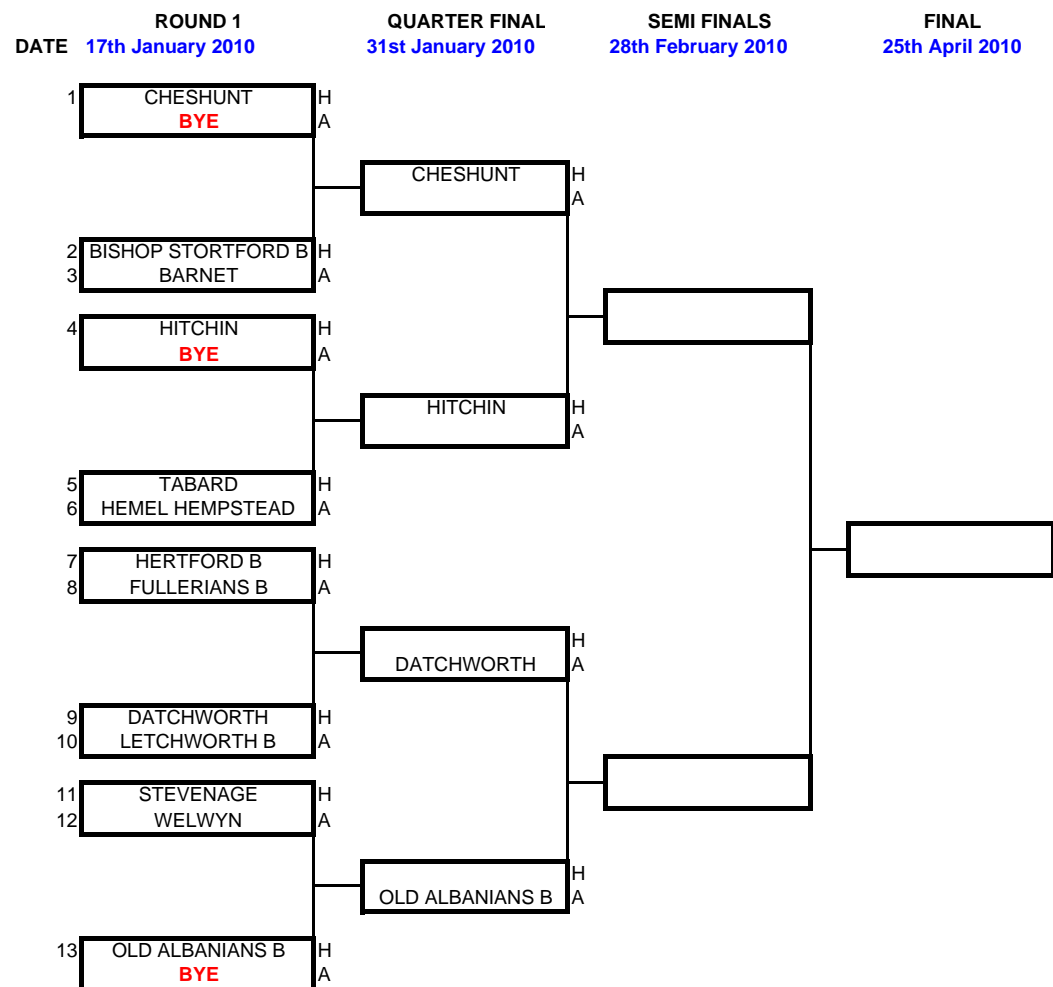 ROUND 1 QUARTER FINAL SEMI FINALS FINAL
DATE 17th January 2010 31st January 2010 28th February 2010 25th April 2010
1 CHESHUNT H
BYE A
CHESHUNT H
A
2 BISHOP STORTFORD B H
3 BARNET A
4 HITCHIN H
BYE A
HITCHIN H
A
5 TABARD H
6 HEMEL HEMPSTEAD A
7 HERTFORD B H
8 FULLERIANS B A
H
DATCHWORTH A
9 DATCHWORTH H
10 LETCHWORTH B A
11 STEVENAGE H
12 WELWYN A
H
OLD ALBANIANS B A
13 OLD ALBANIANS B H
BYE A